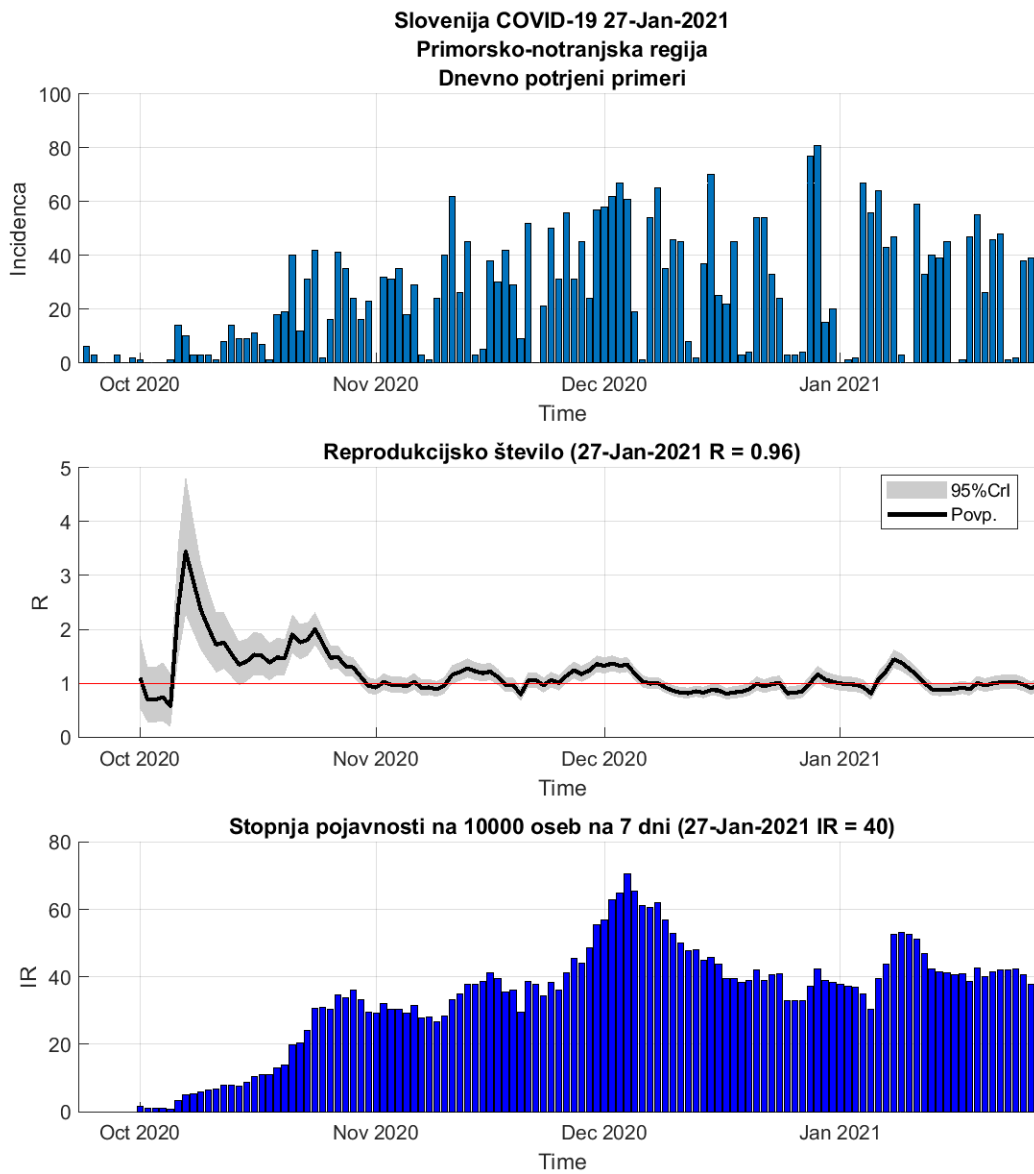 Slovenija COVID-19 27-Jan-2021
Primorsko-notranjska regija
Dnevno potrjeni primeri
100
80
60
40
20
0
Incidenca
Oct 2020 Nov 2020 Dec 2020 Jan 2021
Time
Reprodukcijsko število (27-Jan-2021 R = 0.96)
5
4
3
2
1
0
R
95%CrI
Povp.
Oct 2020 Nov 2020 Dec 2020 Jan 2021
Time
Stopnja pojavnosti na 10000 oseb na 7 dni (27-Jan-2021 IR = 40)
80
60
40
20
0
IR
Oct 2020 Nov 2020 Dec 2020 Jan 2021
Time